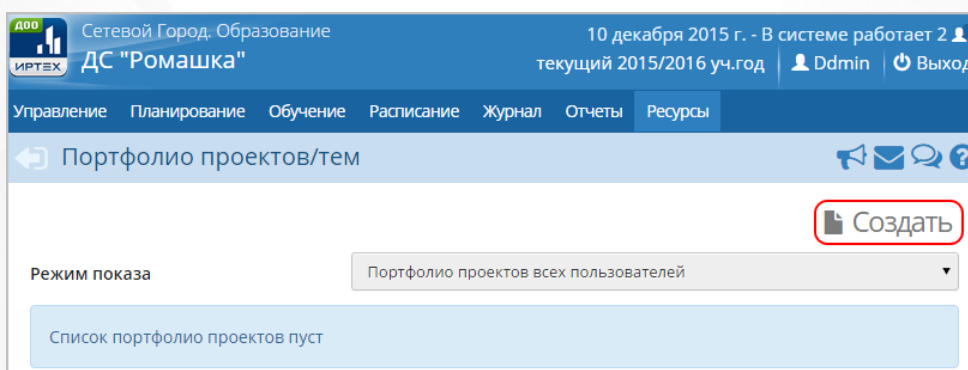 ДОО
ИРТЕХ
Сетевой Город. Образование
ДС "Ромашка"
10 декабря 2015 г. - В системе работает 2
текущий 2015/2016 уч.год Ddmin Выход
Управление Планирование Обучение Расписание Журнал Отчеты Ресурсы
Портфолио проектов/тем
Создать
Режим показа Портфолио проектов всех пользователей
Список портфолио проектов пуст